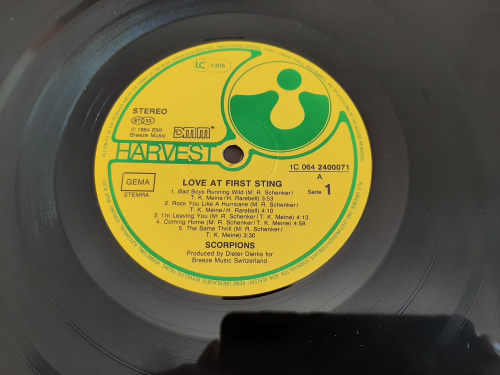 LC 1305
STEREO
ST 33
℗ 1984 EMI
Breeze Music
DMM
HARVEST
1C 064 2400071
A
GEMA
STEMRA
LOVE AT FIRST STING
Seite 1
1. Bad Boys Running Wild (M. R. Schenker/
T. K. Meine/H. Rarebell) 3:53
2. Rock You Like A Hurricane (M. R. Schenker/
T. K. Meine/ H. Rarebell) 4:10
3. I'm Leaving You (M. R. Schenker/T. K. Meine) 4:13
4. Coming Home (M. R. Schenker/T. K. Meine) 4:58
5. The Same Thrill (M. R. Schenker/
T. K. Meine) 3:30
SCORPIONS
Produced by Dieter Dierks for
Breeze Music Switzerland